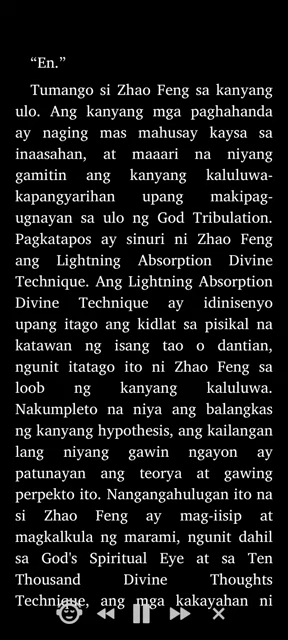 “En.”
Tumango si Zhao Feng sa kanyang
ulo. Ang kanyang mga paghahanda
ay naging mas mahusay kaysa sa
inaasahan, at maaari na niyang
gamitin ang kanyang kaluluwa-
kapangyarihan upang makipag-
ugnayan sa ulo ng God Tribulation.
Pagkatapos ay sinuri ni Zhao Feng
ang Lightning Absorption Divine
Technique. Ang Lightning Absorption
Divine Technique ay idinisenyo
upang itago ang kidlat sa pisikal na
katawan ng isang tao o dantian,
ngunit itatago ito ni Zhao Feng sa
loob ng kanyang kaluluwa.
Nakumpleto na niya ang balangkas
ng kanyang hypothesis, ang kailangan
lang niyang gawin ngayon ay
patunayan ang teorya at gawing
perpekto ito. Nangangahulugan ito na
si Zhao Feng ay mag-iisip at
magkalkula ng marami, ngunit dahil
sa God's Spiritual Eye at sa Ten
Thousand Divine Thoughts
Technique, ang mga kakayahan ni